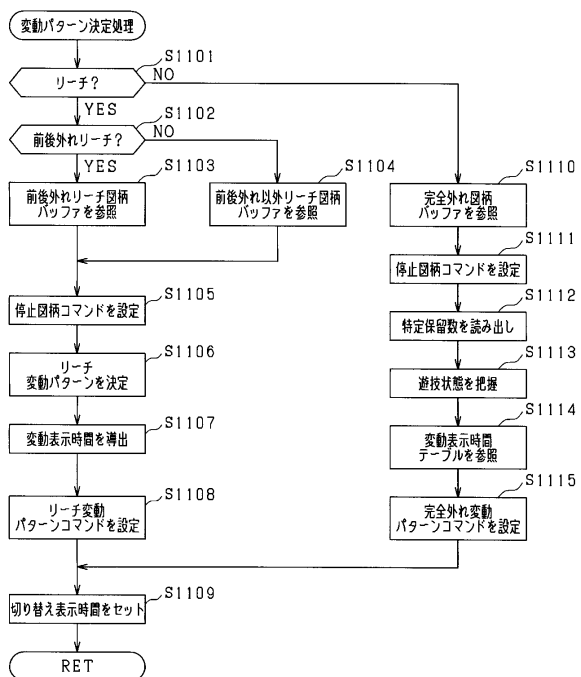 変動パターン決定処理
S1101
リーチ?
NO
YES
S1102
前後外れリーチ?
NO
YES
S1103
前後外れリーチ図柄
バッファを参照
S1104
前後外れ以外リーチ図柄
バッファを参照
S1105
停止図柄コマンドを設定
S1106
リーチ
変動パターンを決定
S1107
変動表示時間を導出
S1108
リーチ変動
パターンコマンドを設定
S1110
完全外れ図柄
バッファを参照
S1111
停止図柄コマンドを設定
S1112
特定保留数を読み出し
S1113
遊技状態を把握
S1114
変動表示時間
テーブルを参照
S1115
完全外れ変動
パターンコマンドを設定
S1109
切り替え表示時間をセット
RET